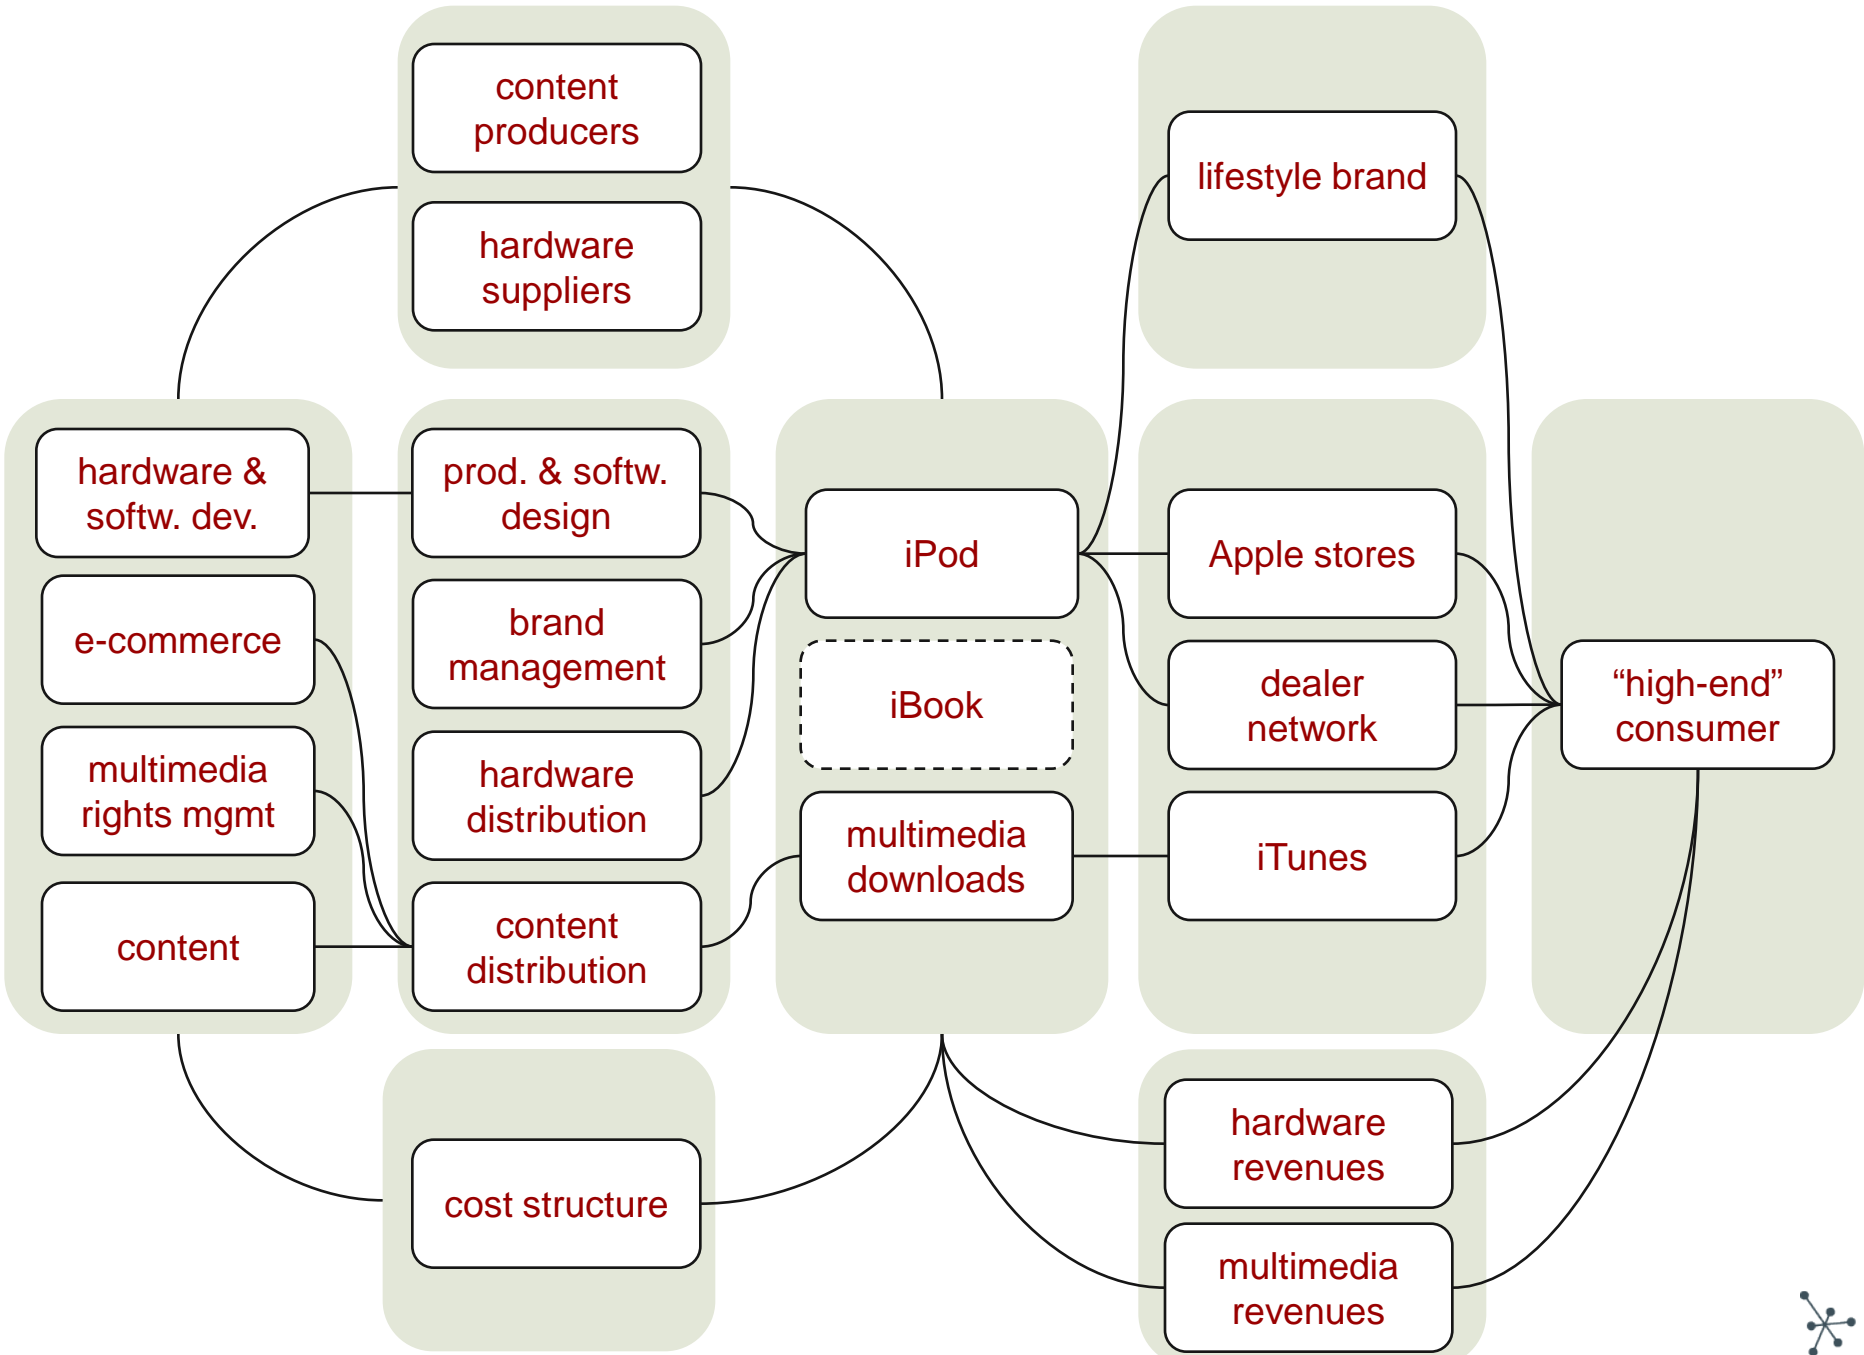 content
producers
hardware
suppliers
lifestyle brand
hardware &
softw. dev.
e-commerce
multimedia
rights mgmt
content
prod. & softw.
design
brand
management
hardware
distribution
content
distribution
iPod
iBook
multimedia
downloads
Apple stores
dealer
network
iTunes
“high-end”
consumer
cost structure
hardware
revenues
multimedia
revenues